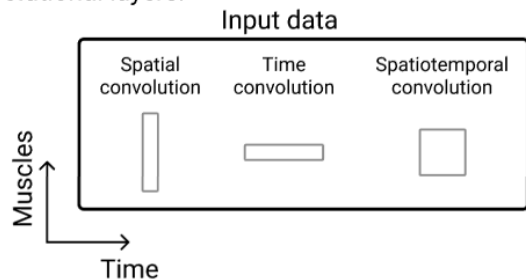 Input data
Spatial convolution
Time convolution
Spatiotemporal convolution
Muscles
Time